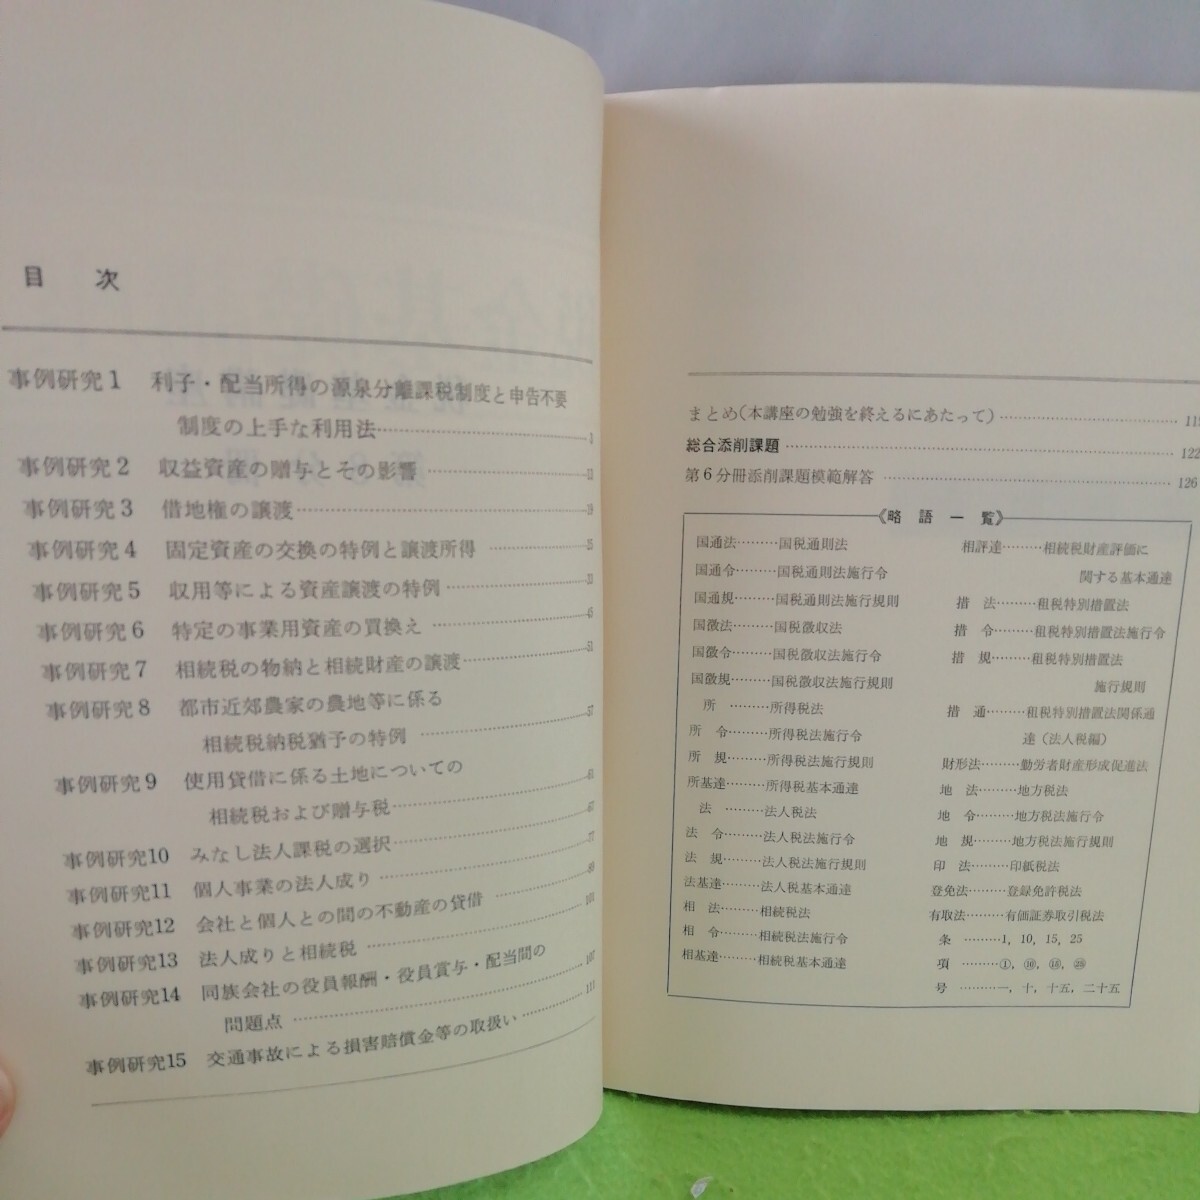 目 次
事例研究1 利子・配当所得の源泉分離課税制度と申告不要
制度の上手な利用法……3
事例研究2 収益資産の贈与とその影響……11
事例研究3 借地権の譲渡……19
事例研究4 固定資産の交換の特例と譲渡所得……25
事例研究5 収用等による資産譲渡の特例……33
事例研究6 特定の事業用資産の買換え……45
事例研究7 相続税の物納と相続財産の譲渡……51
事例研究8 都市近郊農家の農地等に係る
相続税納税猶予の特例……57
事例研究9 使用貸借に係る土地についての
相続税および贈与税……61
事例研究10 みなし法人課税の選択……67
事例研究11 個人事業の法人成り……77
事例研究12 会社と個人との間の不動産の貸借……89
事例研究13 法人成りと相続税……101
事例研究14 同族会社の役員報酬・役員賞与・配当間の
問題点……107
事例研究15 交通事故による損害賠償金等の取扱い……111
まとめ(本講座の勉強を終えるにあたって)……119
総合添削課題……122
第6分冊添削課題模範解答……126
《略語一覧》
国通法………国税通則法
国通令………国税通則法施行令
国通規………国税通則法施行規則
国徴法………国税徴収法
国徴令………国税徴収法施行令
国徴規………国税徴収法施行規則
所………所得税法
所令………所得税法施行令
所規………所得税法施行規則
所基達………所得税基本通達
法………法人税法
法令………法人税法施行令
法規………法人税法施行規則
法基達………法人税基本通達
相法………相続税法
相令………相続税法施行令
相基達………相続税基本通達
相評達………相続税財産評価に
関する基本通達
措法………租税特別措置法
措令………租税特別措置法施行令
措規………租税特別措置法
施行規則
措通………租税特別措置法関係通
達(法人税編)
財形法………勤労者財産形成促進法
地法………地方税法
地令………地方税法施行令
地規………地方税法施行規則
印法………印紙税法
登免法………登録免許税法
有取法………有価証券取引税法
条………1, 10, 15, 25
項………①, ⑩, ⑮, ㉕
号………一, 十, 十五, 二十五